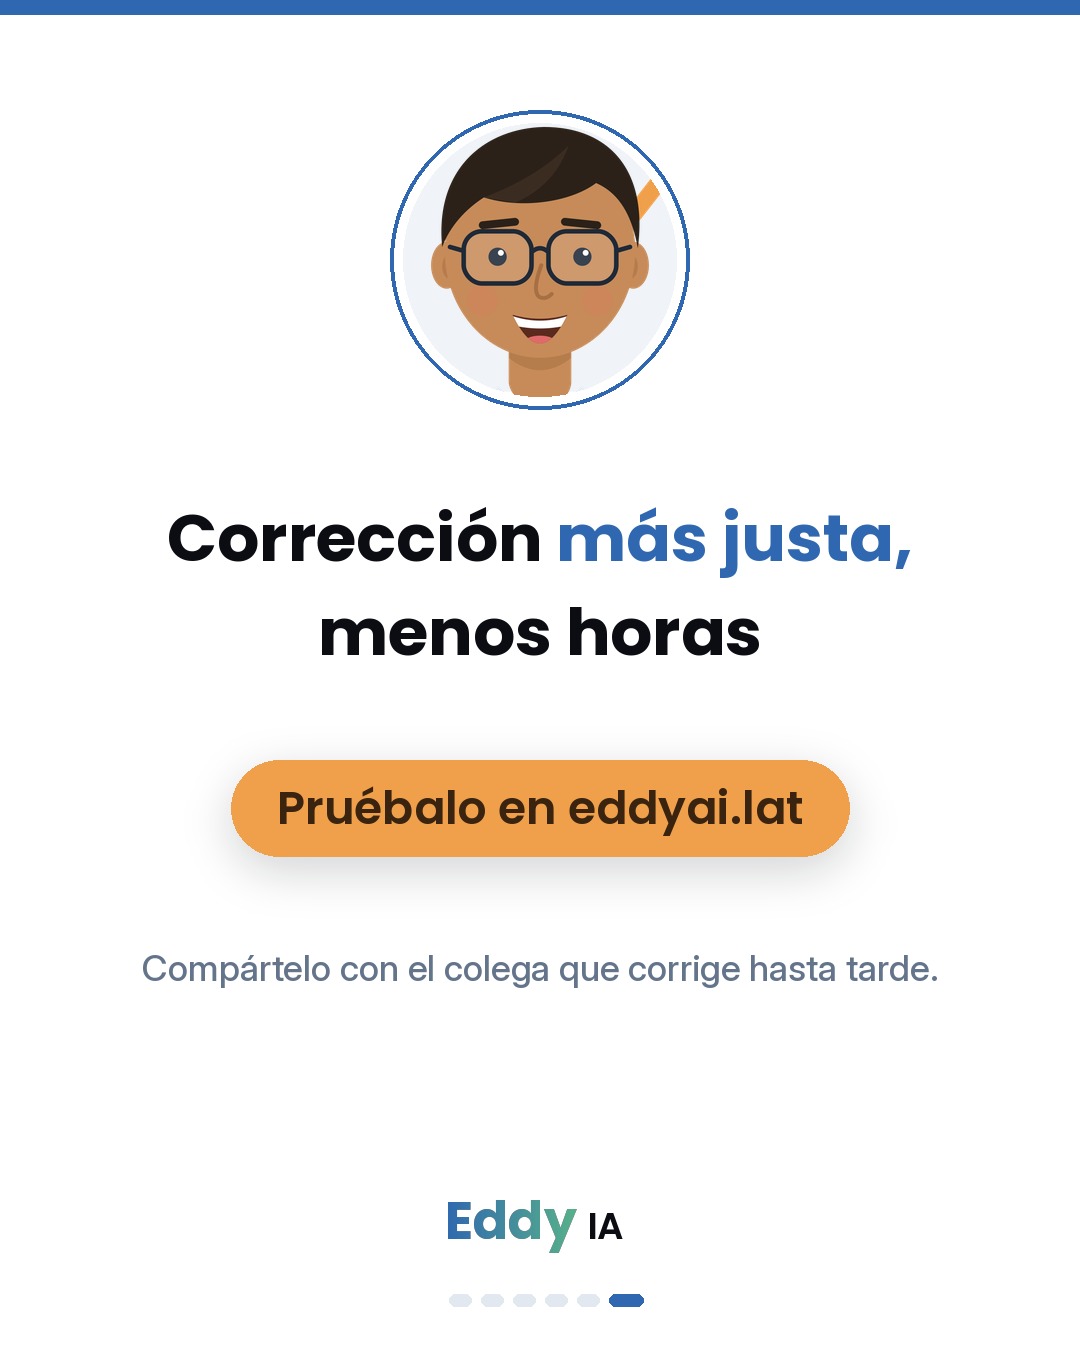 Corrección más justa,
menos horas
Pruébalo en eddyai.lat
Compártelo con el colega que corrige hasta tarde.
Eddy IA